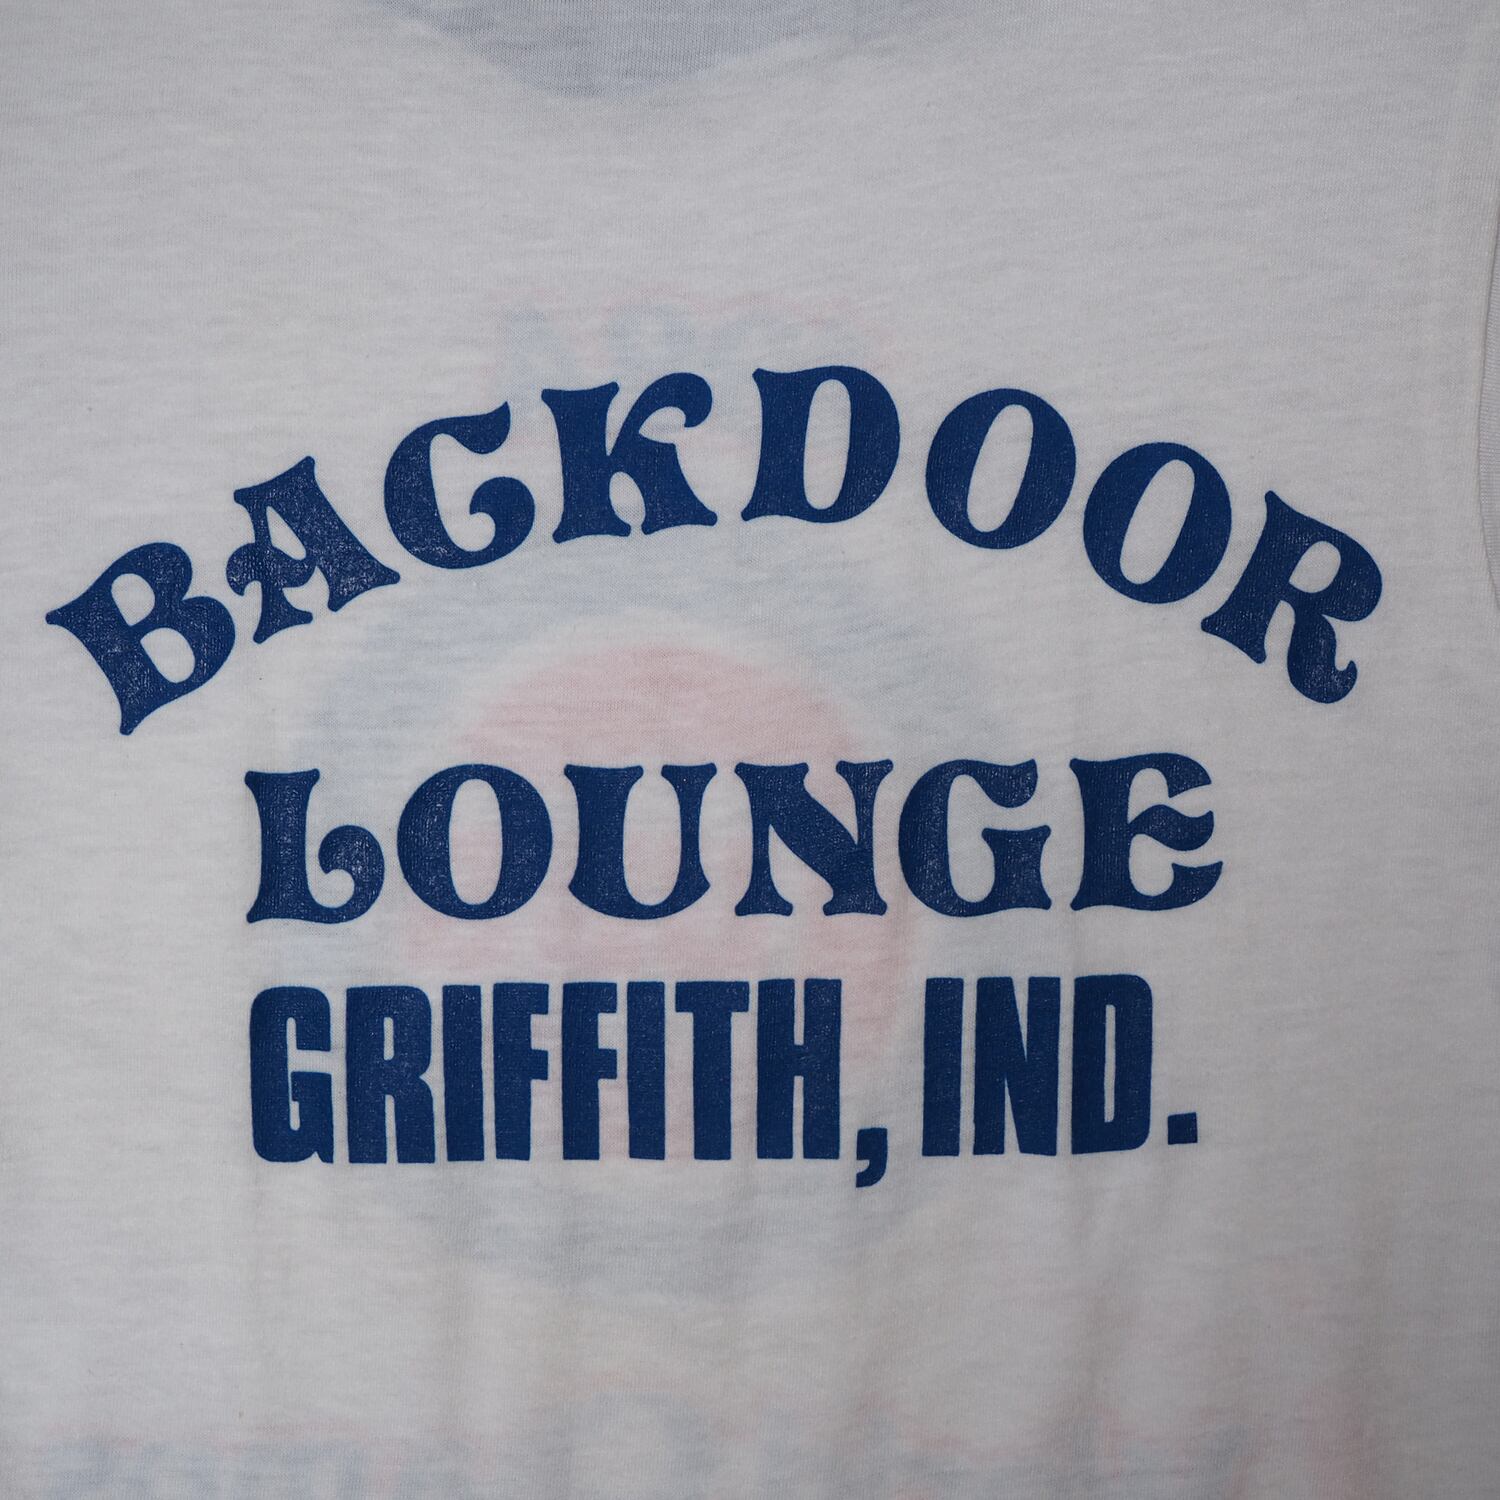 BACKDOOR
LOUNGE
GRIFFITH, IND.